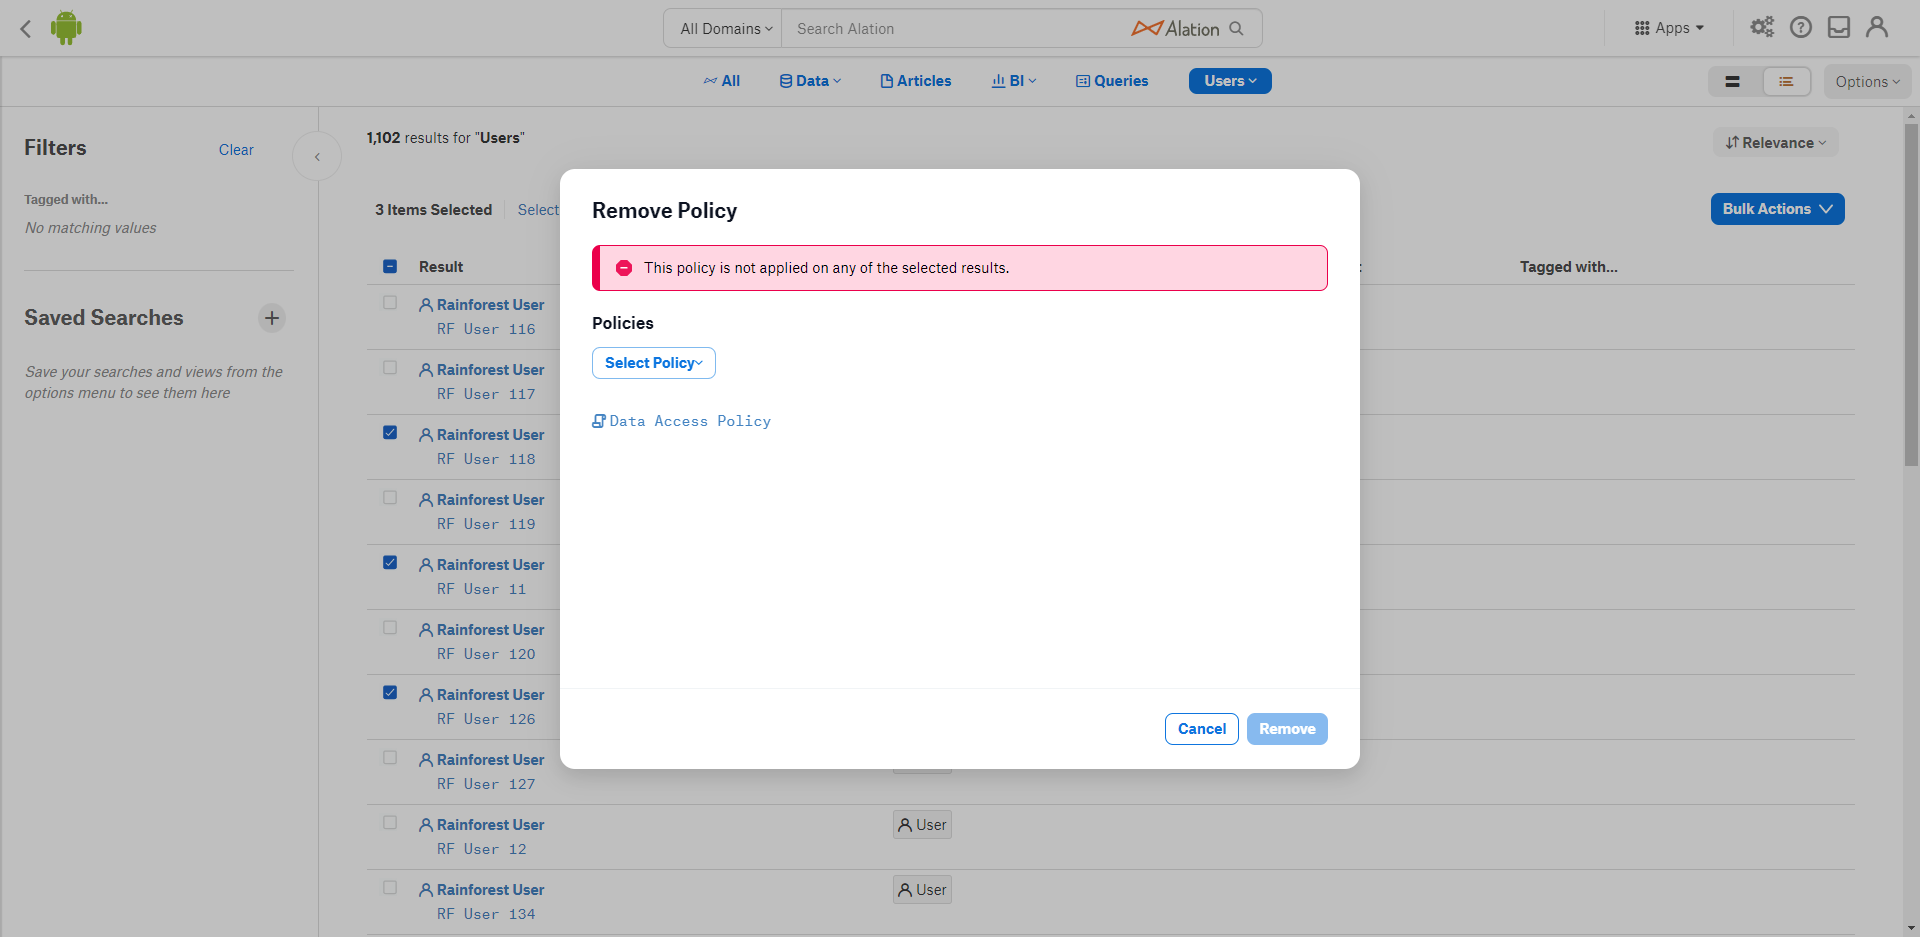 All Domains
Search Alation
Alation
Apps
All
Data
Articles
BI
Queries
Users
Options
Filters
Clear
Tagged with...
No matching values
Saved Searches
Save your searches and views from the
options menu to see them here
1,102 results for "Users"
Relevance
3 Items Selected
Select
Bulk Actions
Result
Tagged with...
Rainforest User
RF User 116
Rainforest User
RF User 117
Rainforest User
RF User 118
Rainforest User
RF User 119
Rainforest User
RF User 11
Rainforest User
RF User 120
Rainforest User
RF User 126
Rainforest User
RF User 127
Rainforest User
User
RF User 12
Rainforest User
User
RF User 134
Remove Policy
This policy is not applied on any of the selected results.
Policies
Select Policy
Data Access Policy
Cancel
Remove